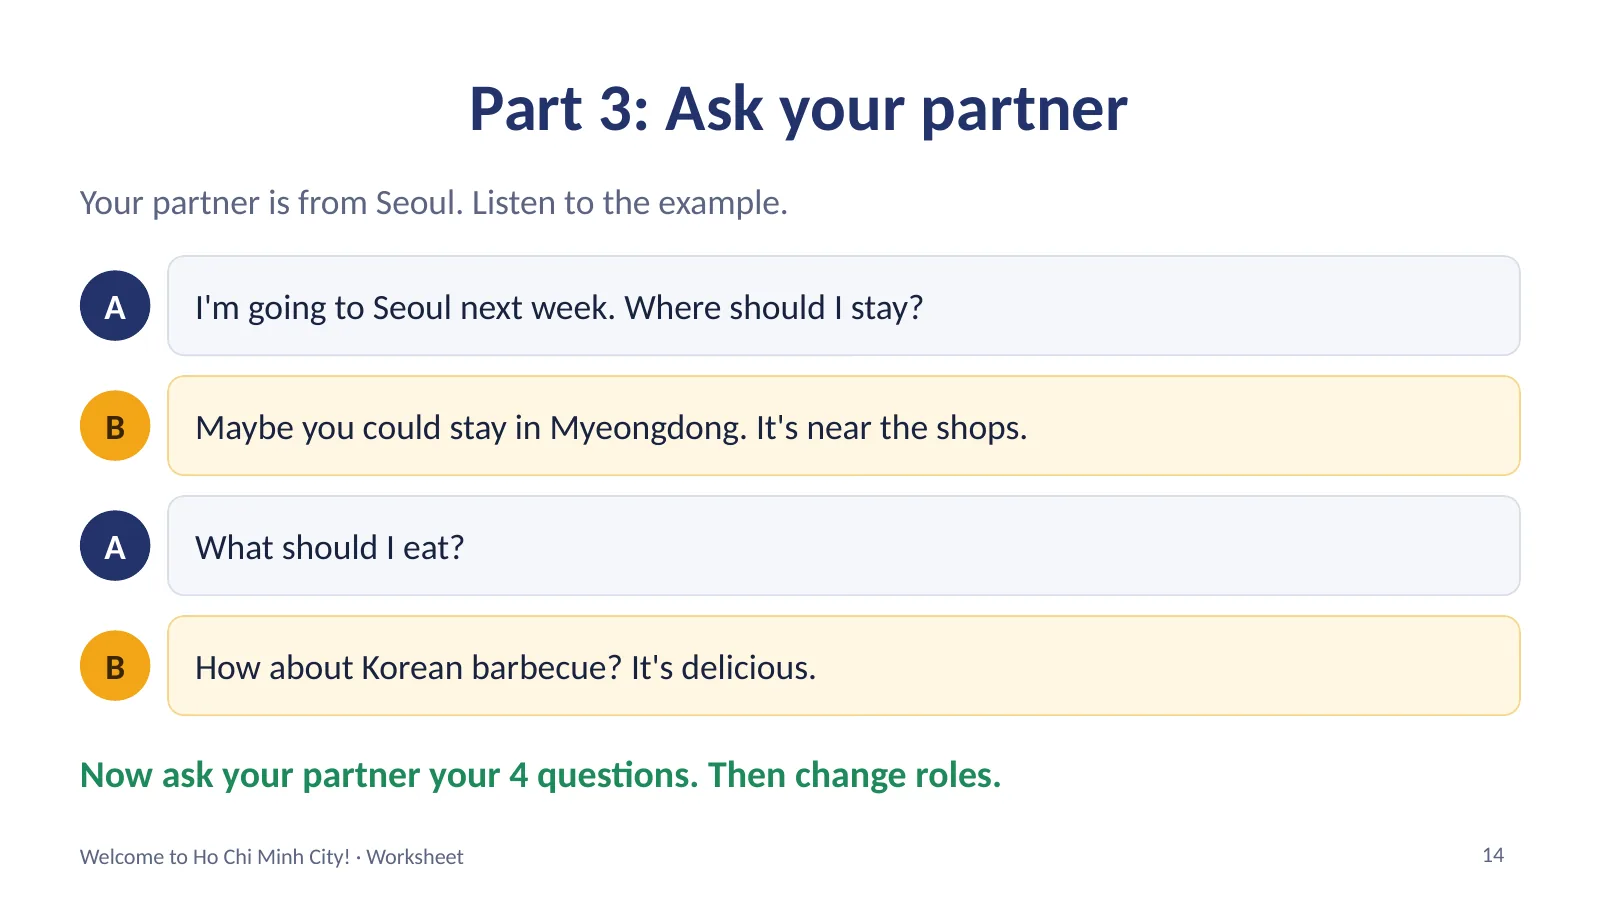 Part 3: Ask your partner
Your partner is from Seoul. Listen to the example.
A
I'm going to Seoul next week. Where should I stay?
B
Maybe you could stay in Myeongdong. It's near the shops.
A
What should I eat?
B
How about Korean barbecue? It's delicious.
Now ask your partner your 4 questions. Then change roles.
Welcome to Ho Chi Minh City! · Worksheet
14